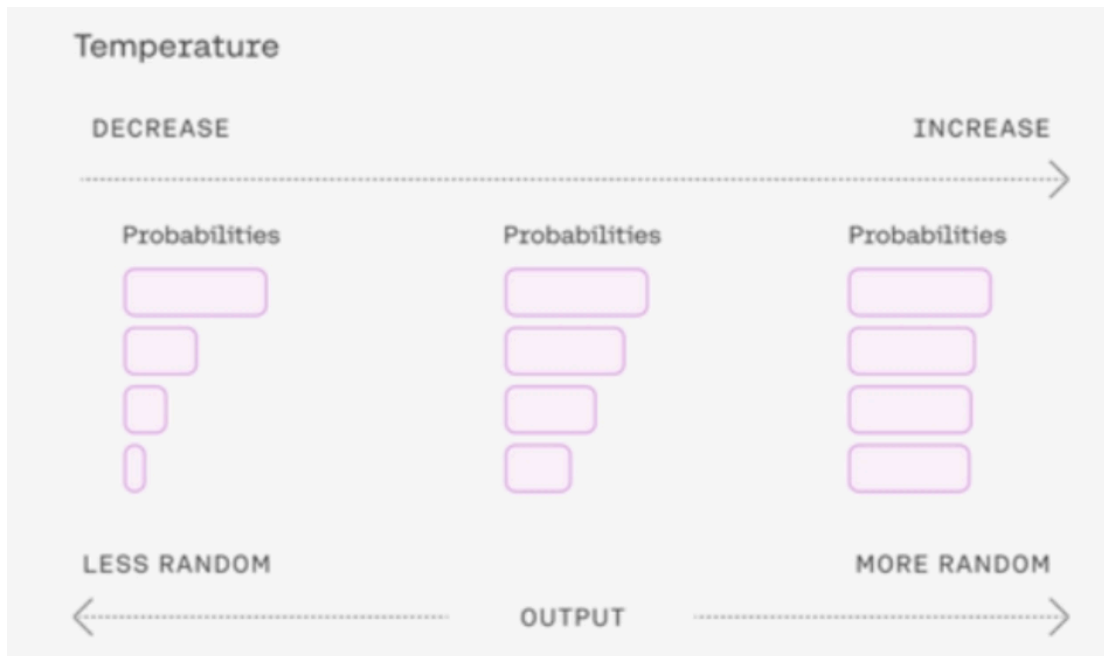 Temperature
DECREASE INCREASE
Probabilities Probabilities Probabilities
LESS RANDOM MORE RANDOM
OUTPUT